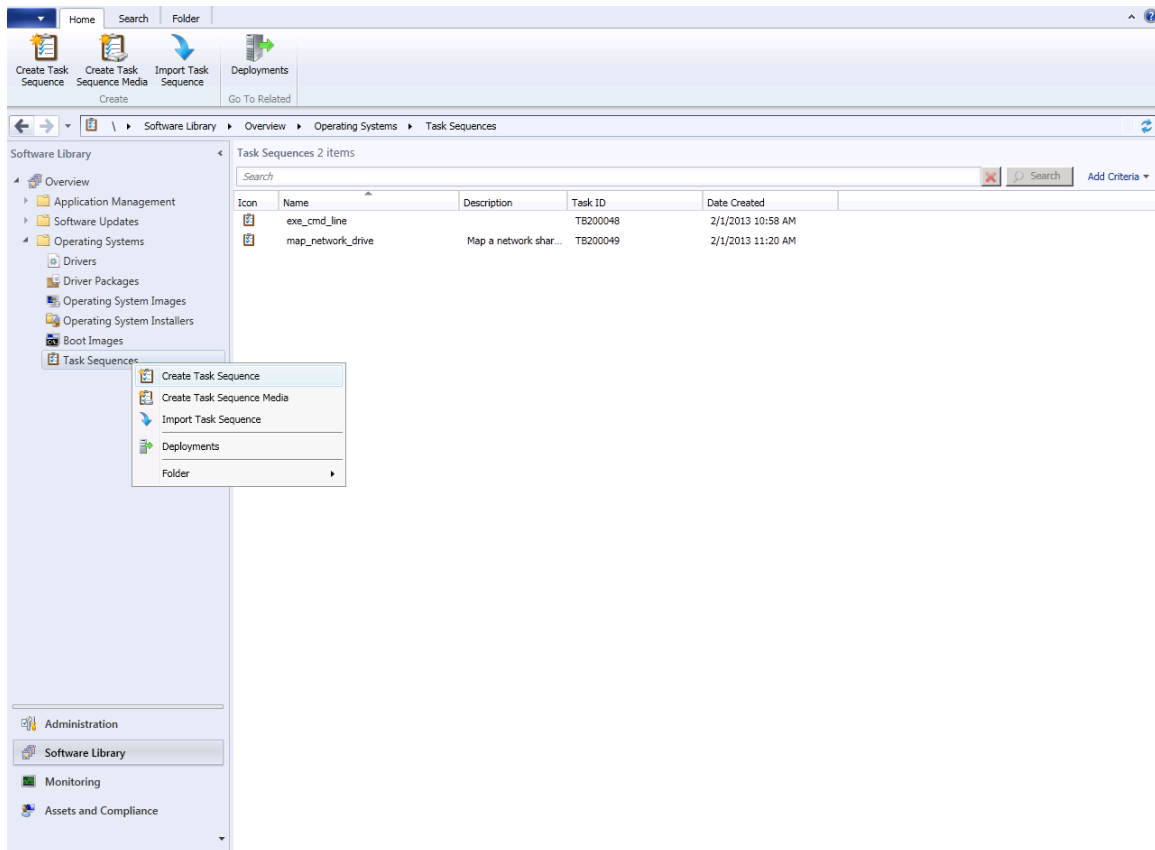 Home Search Folder
Create Task Sequence
Create Task Sequence Media
Import Task Sequence
Deployments
Create
Go To Related
\ Software Library Overview Operating Systems Task Sequences
Software Library
Overview
Application Management
Software Updates
Operating Systems
Drivers
Driver Packages
Operating System Images
Operating System Installers
Boot Images
Task Sequences
Task Sequences 2 items
Search Search Add Criteria
Icon Name Description Task ID Date Created
exe_cmd_line TB200048 2/1/2013 10:58 AM
map_network_drive Map a network shar... TB200049 2/1/2013 11:20 AM
Create Task Sequence
Create Task Sequence Media
Import Task Sequence
Deployments
Folder
Administration
Software Library
Monitoring
Assets and Compliance